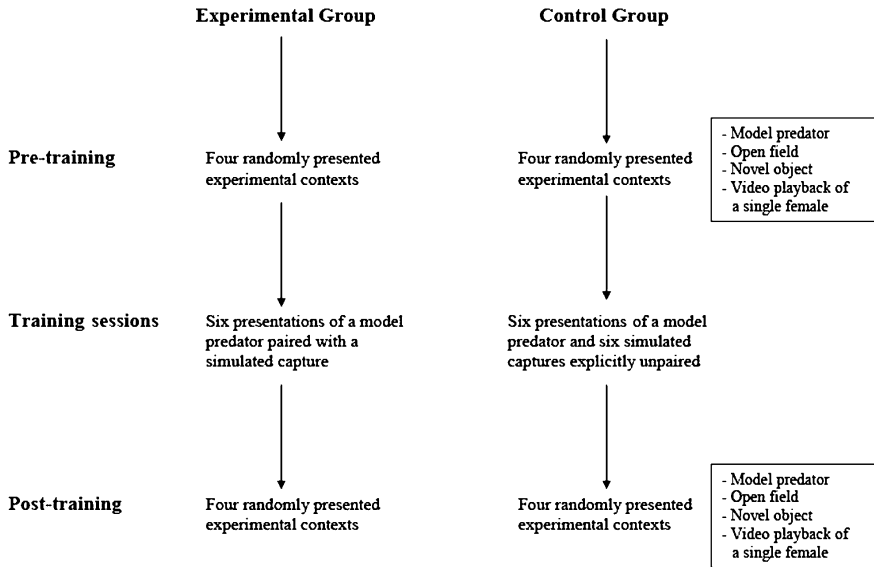 Experimental Group
Control Group
Pre-training
Four randomly presented
experimental contexts
Four randomly presented
experimental contexts
- Model predator
- Open field
- Novel object
- Video playback of
a single female
Training sessions
Six presentations of a model
predator paired with a
simulated capture
Six presentations of a model
predator and six simulated
captures explicitly unpaired
Post-training
Four randomly presented
experimental contexts
Four randomly presented
experimental contexts
- Model predator
- Open field
- Novel object
- Video playback of
a single female